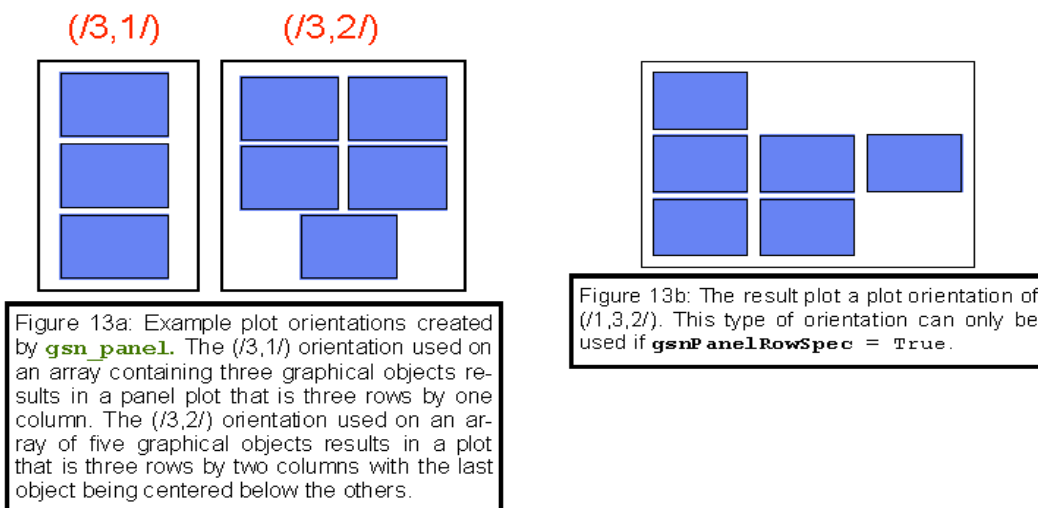 (/3,1/)
(/3,2/)
Figure 13a: Example plot orientations created
by gsn_panel. The (/3,1/) orientation used on
an array containing three graphical objects re-
sults in a panel plot that is three rows by one
column. The (/3,2/) orientation used on an ar-
ray of five graphical objects results in a plot
that is three rows by two columns with the last
object being centered below the others.
Figure 13b: The result plot a plot orientation of
(/1,3,2/). This type of orientation can only be
used if gsnPanelRowSpec = True.